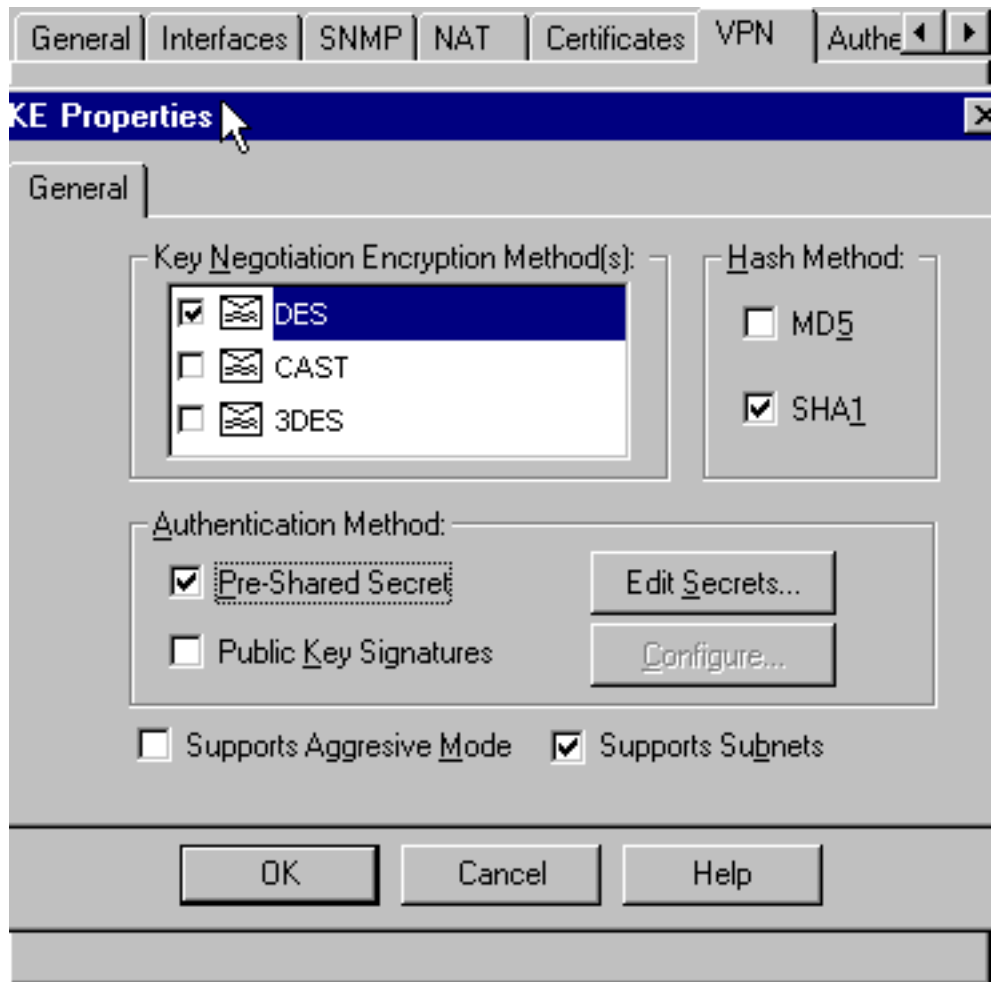 General Interfaces SNMP NAT Certificates VPN Authe
KE Properties
General
Key Negotiation Encryption Method(s):
DES
CAST
3DES
Hash Method:
MD5
SHA1
Authentication Method:
Pre-Shared Secret
Edit Secrets...
Public Key Signatures
Configure...
Supports Aggresive Mode
Supports Subnets
OK Cancel Help